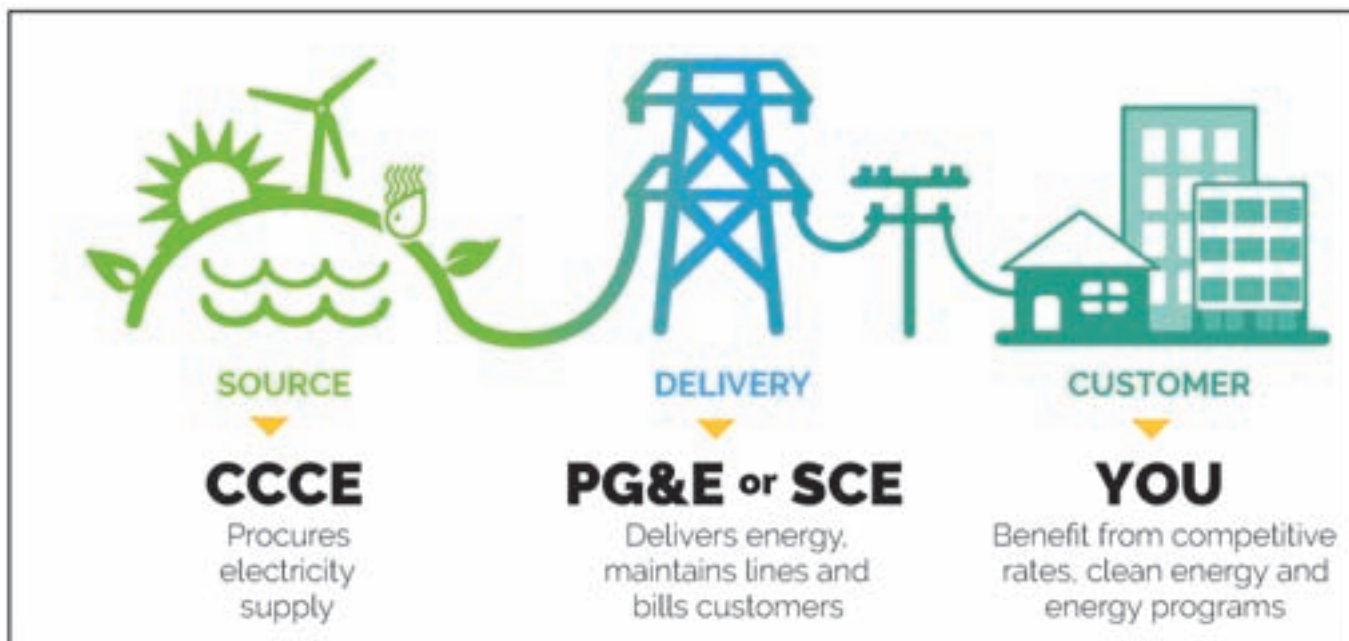 SOURCE
CCCE
Procures
electricity
supply
DELIVERY
PG&E or SCE
Delivers energy,
maintains lines and
bills customers
CUSTOMER
YOU
Benefit from competitive
rates, clean energy and
energy programs